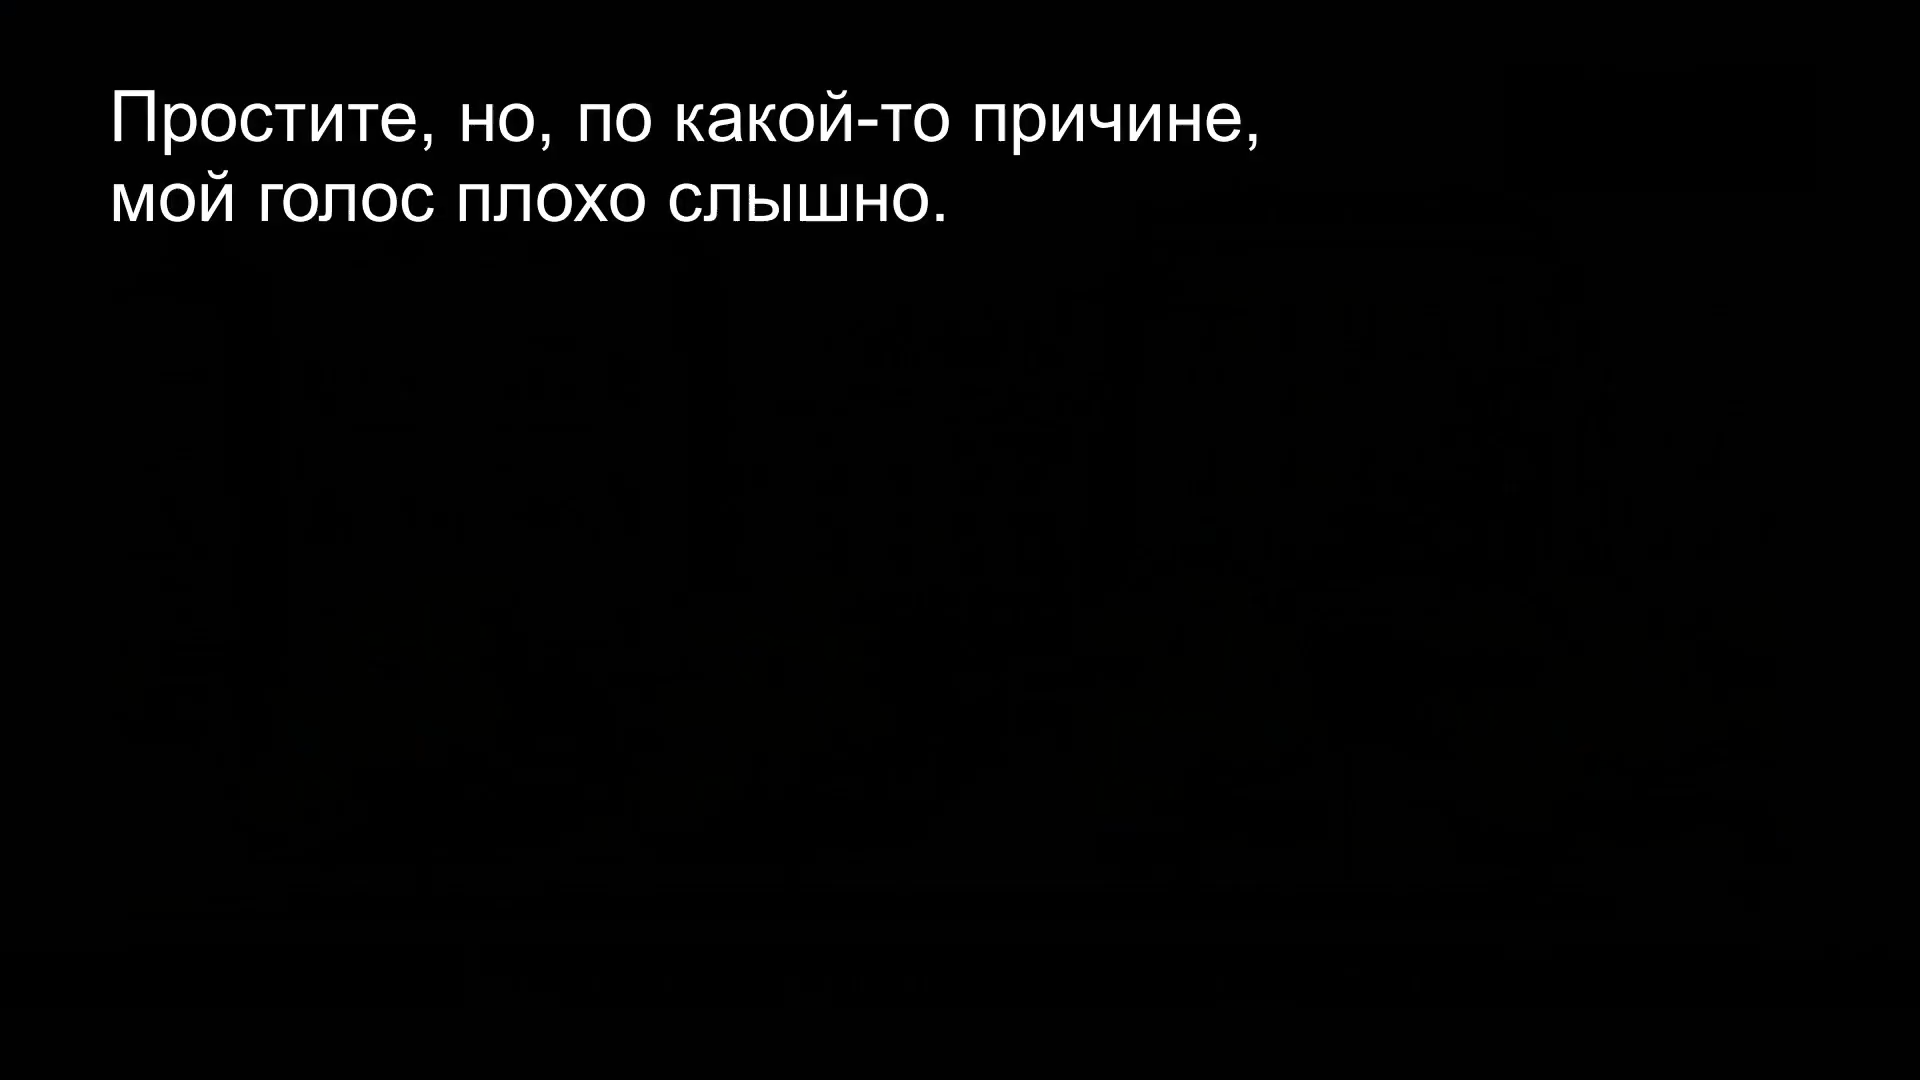 Простите, но, по какой-то причине,
мой голос плохо слышно.